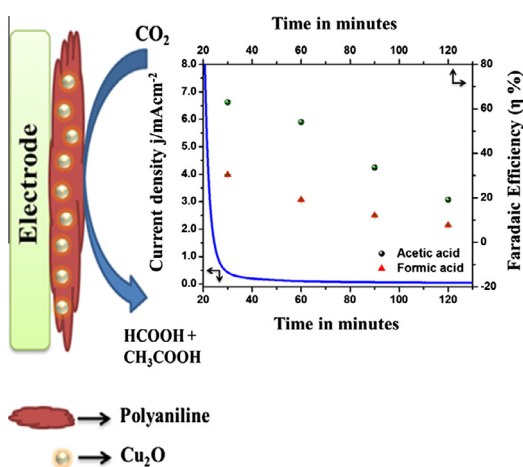 Electrode
CO₂
HCOOH +
CH₃COOH
Time in minutes
20 40 60 80 100 120
Current density j/mAcm⁻²
8.0
7.0
6.0
5.0
4.0
3.0
2.0
1.0
0.0
Faradaic Efficiency (η %)
80
60
40
20
0
-20
Acetic acid
Formic acid
20 40 60 80 100 120
Time in minutes
Polyaniline
Cu₂O